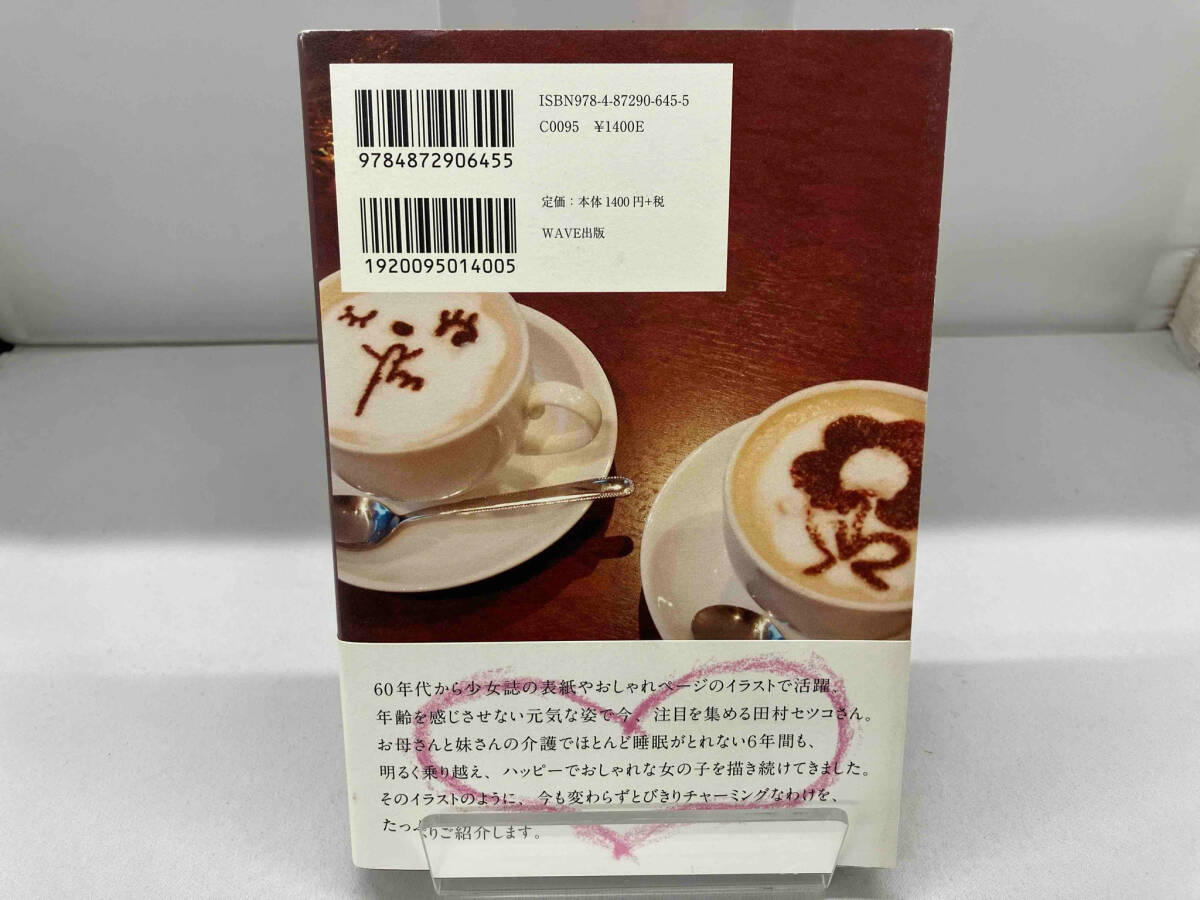 ISBN978-4-87290-645-5
C0095 ¥1400E
9784872906455
定価：本体1400円+税
WAVE出版
1920095014005
60年代から少女誌の表紙やおしゃれページのイラストで活躍、
年齢を感じさせない元気な姿で今、注目を集める田村セツコさん。
お母さんと妹さんの介護でほとんど睡眠がとれない6年間も、
明るく乗り越え、ハッピーでおしゃれな女の子を描き続けてきました。
そのイラストのように、今も変わらずとびきりチャーミングなわけを、
たっぷりご紹介します。